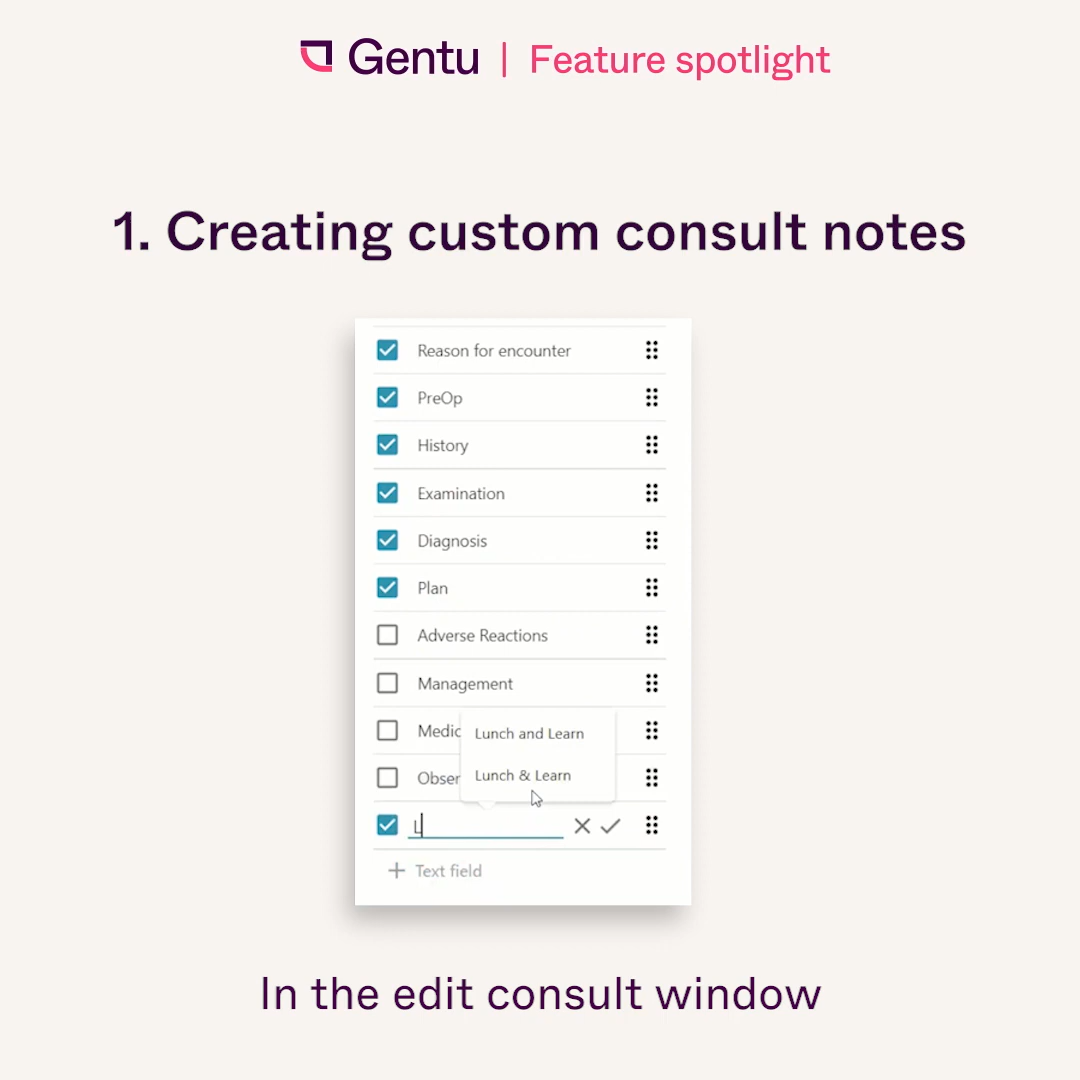 Gentu | Feature spotlight
1. Creating custom consult notes
Reason for encounter
PreOp
History
Examination
Diagnosis
Plan
Adverse Reactions
Management
Medic
Lunch and Learn
Obser
Lunch & Learn
L
+ Text field
In the edit consult window